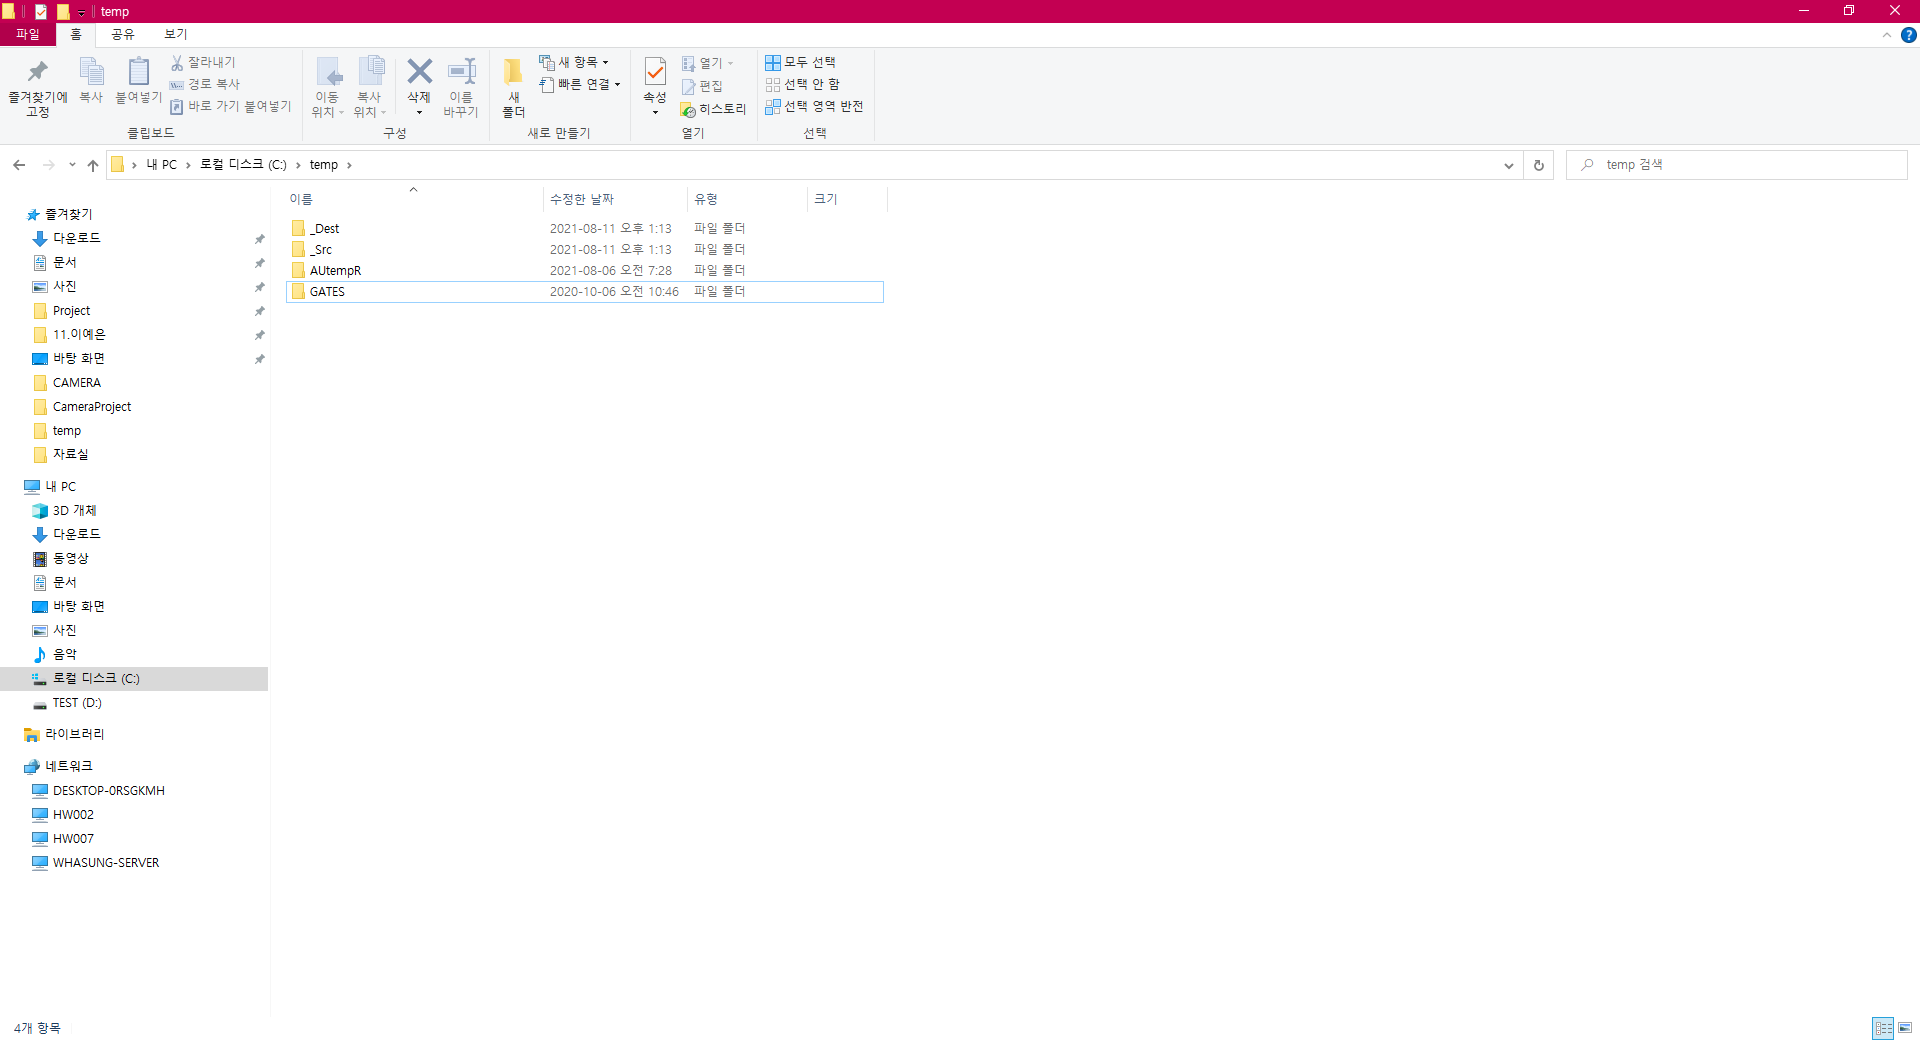 temp
파일 홈 공유 보기
즐겨찾기에 고정
복사
붙여넣기
잘라내기
경로 복사
바로 가기 붙여넣기
클립보드
이동 위치
복사 위치
삭제
이름 바꾸기
구성
새 폴더
새 항목
빠른 연결
새로 만들기
속성
열기
편집
히스토리
열기
모두 선택
선택 안 함
선택 영역 반전
선택
내 PC 로컬 디스크 (C:) temp
temp 검색
이름 수정한 날짜 유형 크기
_Dest 2021-08-11 오후 1:13 파일 폴더
_Src 2021-08-11 오후 1:13 파일 폴더
AUtempR 2021-08-06 오전 7:28 파일 폴더
GATES 2020-10-06 오전 10:46 파일 폴더
즐겨찾기
다운로드
문서
사진
Project
11.이예은
바탕 화면
CAMERA
CameraProject
temp
자료실
내 PC
3D 개체
다운로드
동영상
문서
바탕 화면
사진
음악
로컬 디스크 (C:)
TEST (D:)
라이브러리
네트워크
DESKTOP-0RSGKMH
HW002
HW007
WHASUNG-SERVER
4개 항목